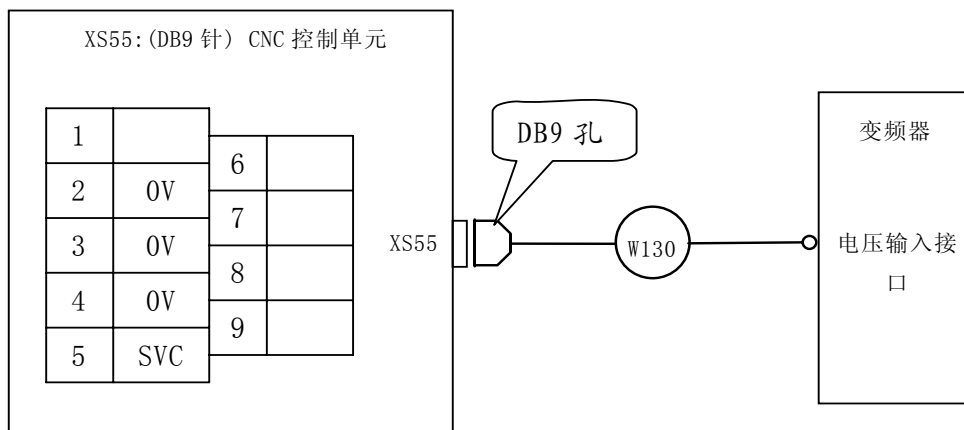 XS55:(DB9 针) CNC 控制单元
1
2 0V
3 0V
4 0V
5 SVC
6
7
8
9
XS55
DB9 孔
W130
变频器
电压输入接
口